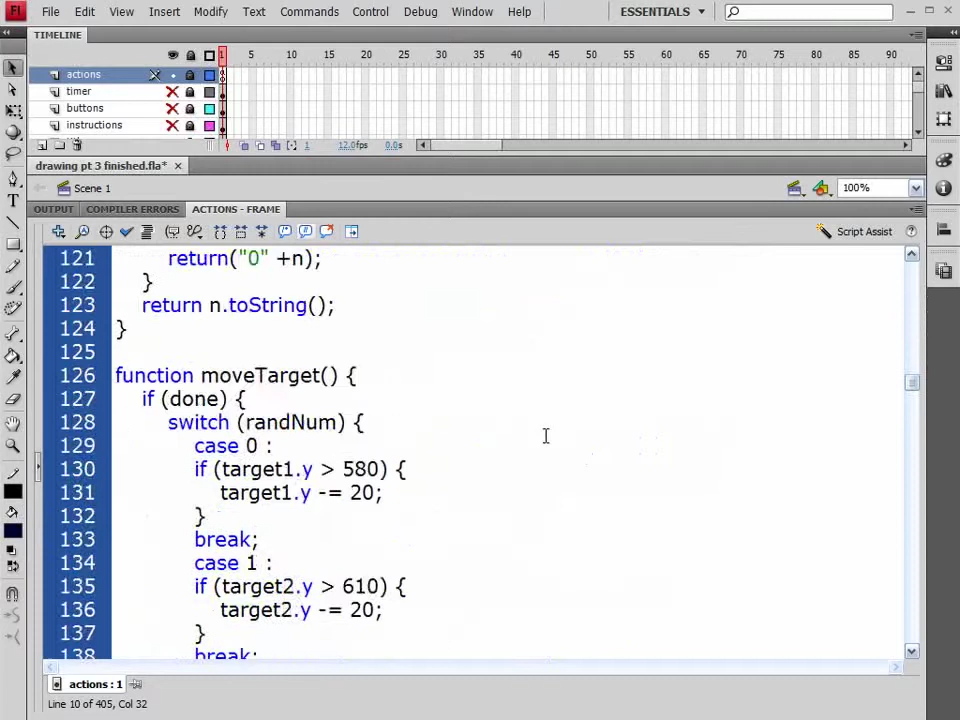 Fl File Edit View Insert Modify Text Commands Control Debug Window Help ESSENTIALS
TIMELINE
1 5 10 15 20 25 30 35 40 45 50 55 60 65 70 75 80 85 90
actions
timer
buttons
instructions
1 12.0fps 0.0s
drawing pt 3 finished.fla* ×
Scene 1 100%
OUTPUT COMPILER ERRORS ACTIONS - FRAME
Script Assist
121 return("0" +n);
122 }
123 return n.toString();
124 }
125
126 function moveTarget() {
127 if (done) {
128 switch (randNum) {
129 case 0 :
130 if (target1.y > 580) {
131 target1.y -= 20;
132 }
133 break;
134 case 1 :
135 if (target2.y > 610) {
136 target2.y -= 20;
137 }
138 break;
actions : 1
Line 10 of 405, Col 32